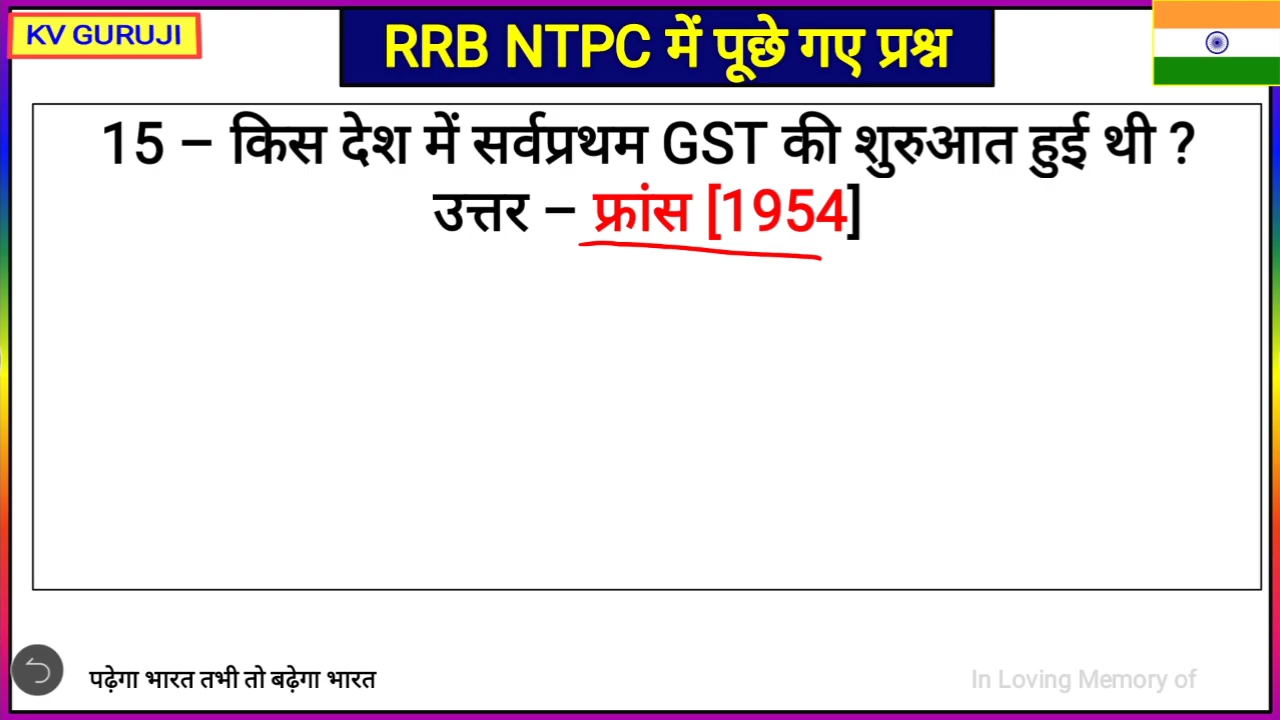 KV GURUJI
RRB NTPC में पूछे गए प्रश्न
15 – किस देश में सर्वप्रथम GST की शुरुआत हुई थी ?
उत्तर – फ्रांस [1954]
पढ़ेगा भारत तभी तो बढ़ेगा भारत
In Loving Memory of